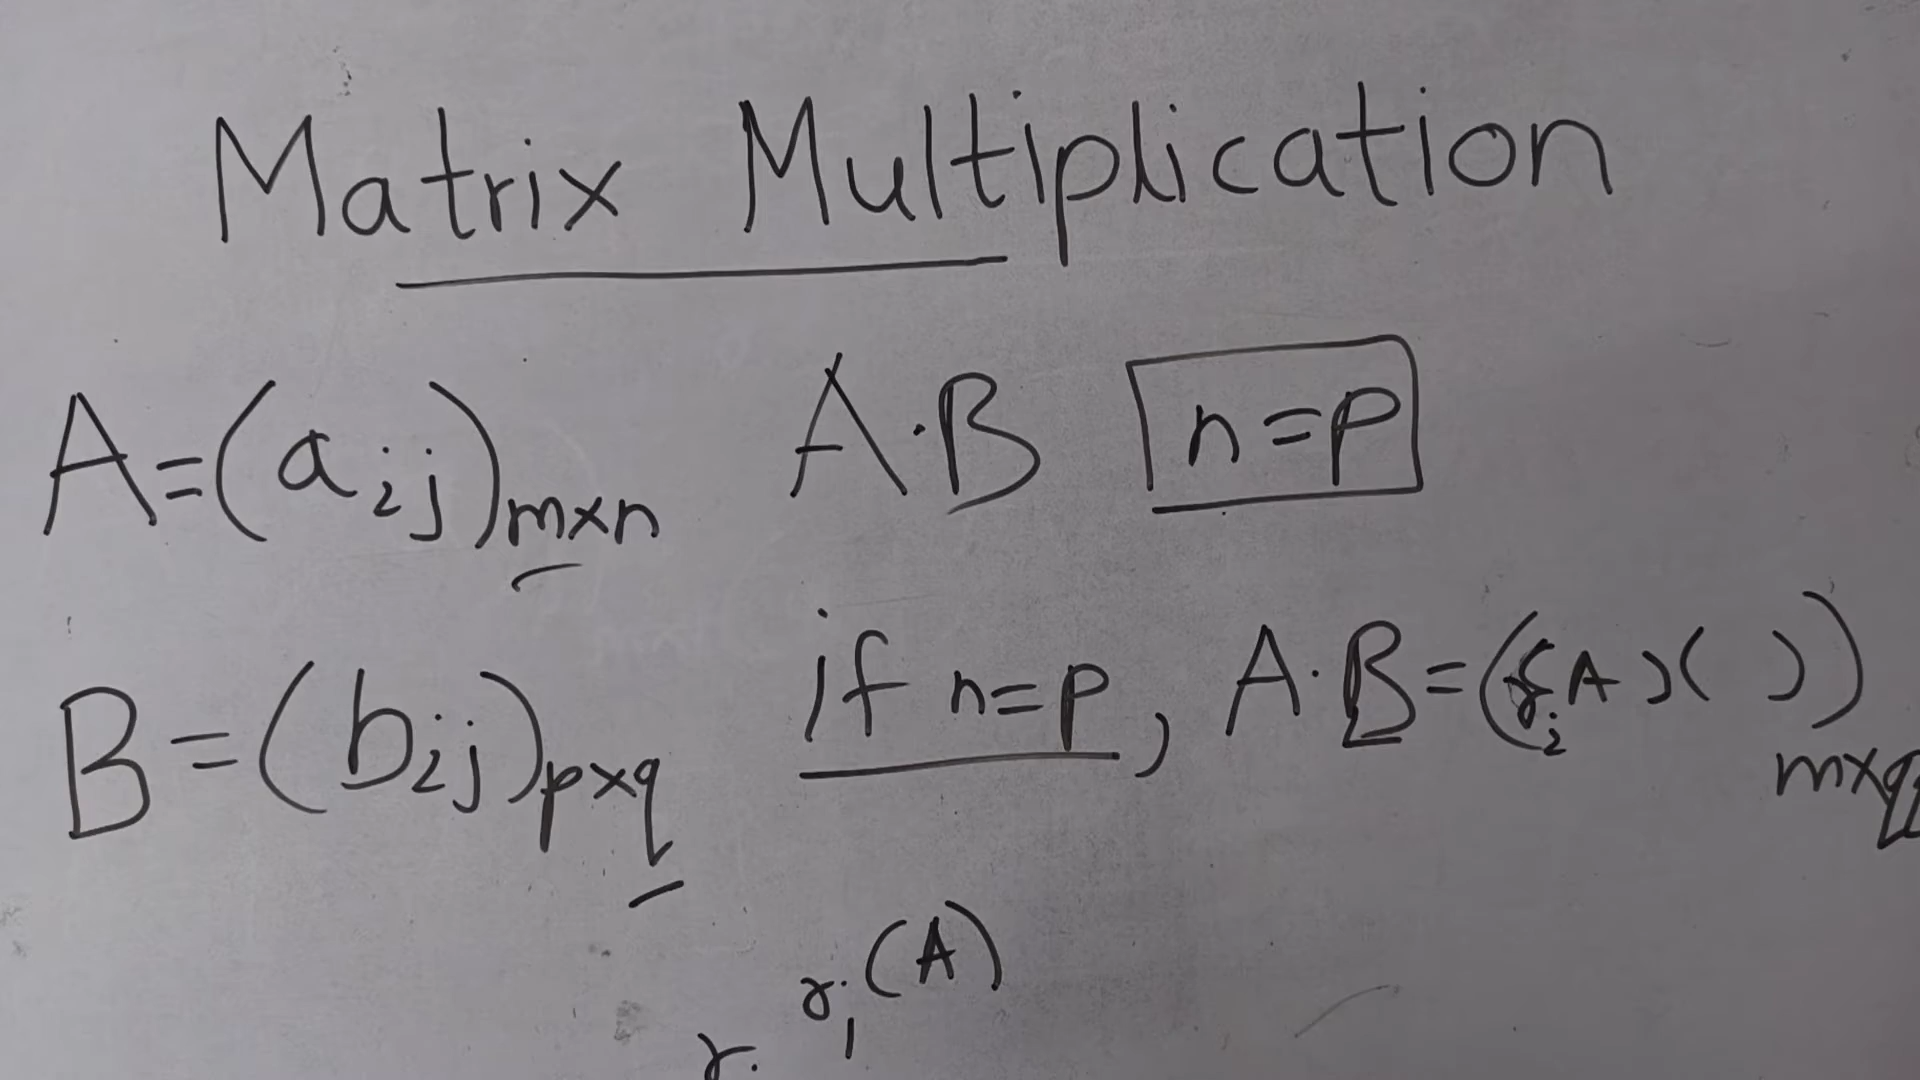 Matrix Multiplication
A=(aij)m×n A·B n=p
B=(bij)p×q if n=p, A·B=((ri A)( ))m×q
ri(A)
r.